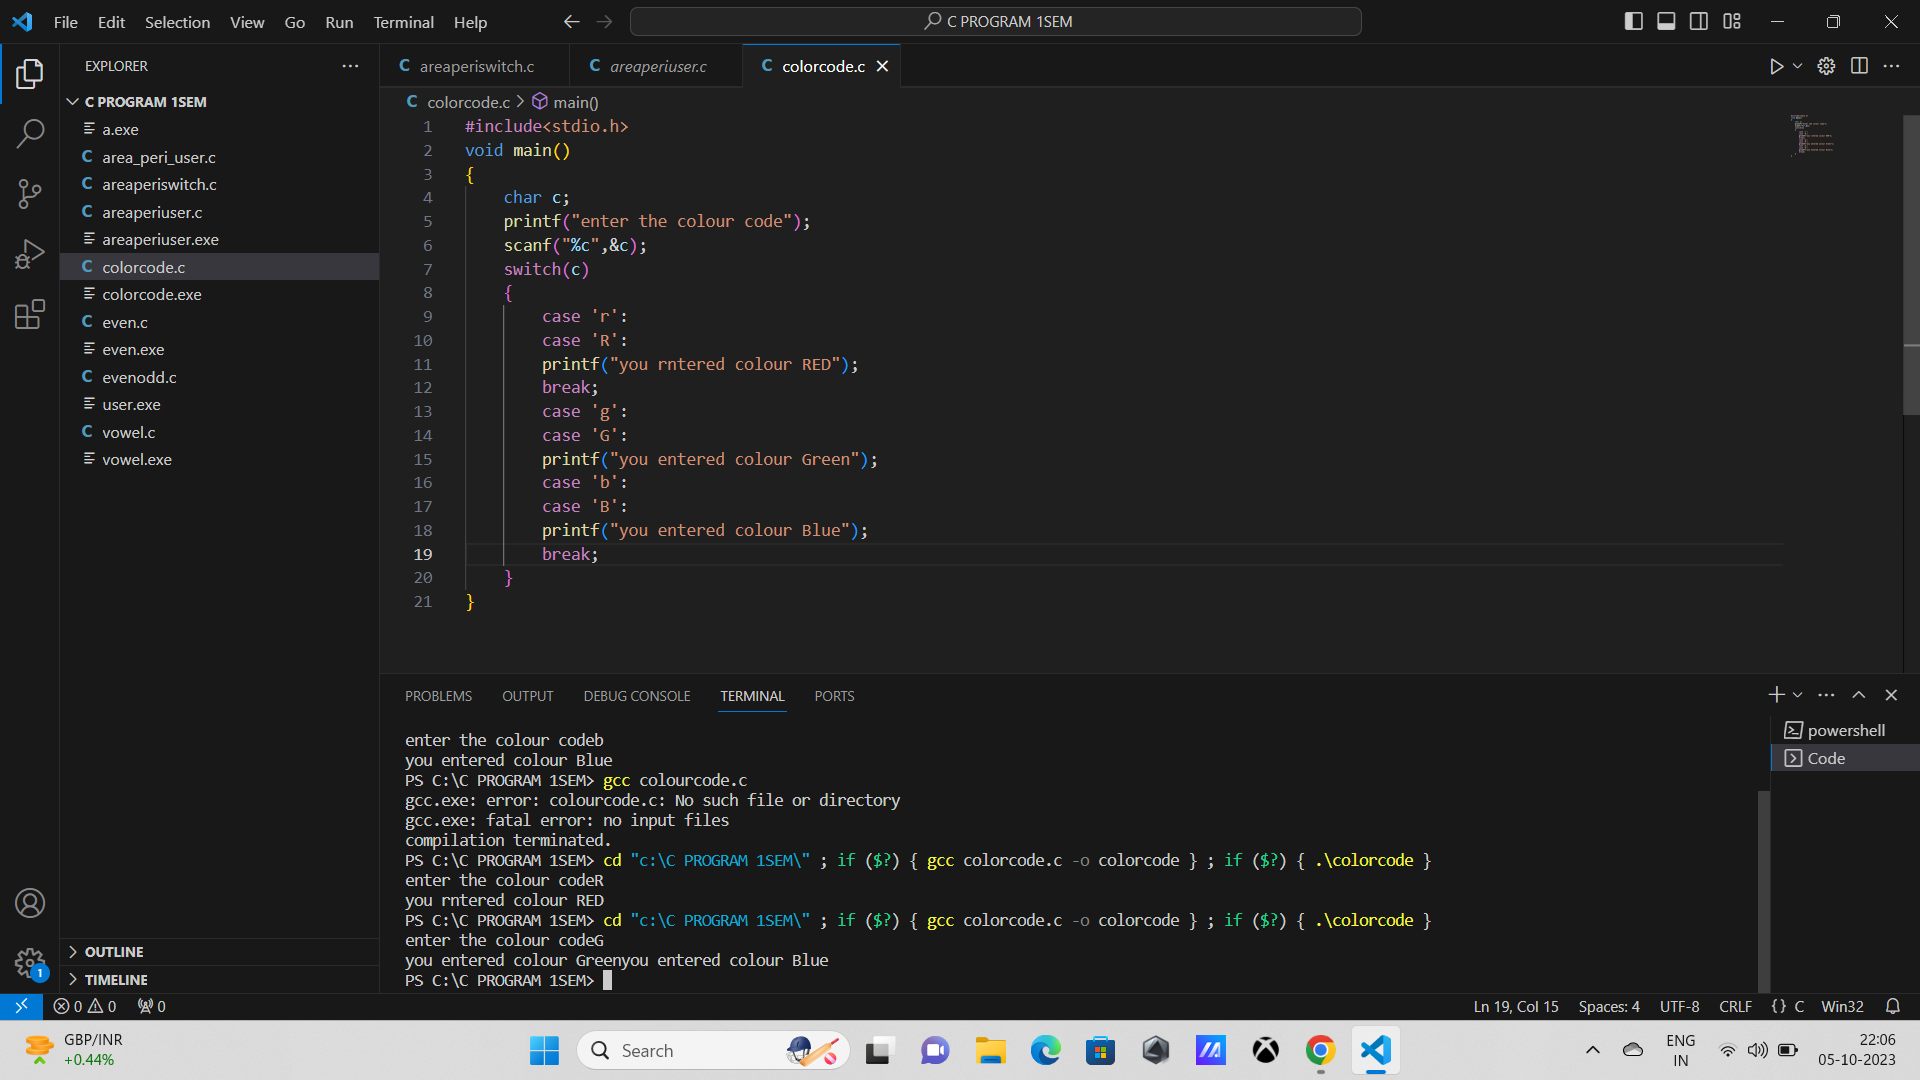 File Edit Selection View Go Run Terminal Help
C PROGRAM 1SEM
EXPLORER
C PROGRAM 1SEM
a.exe
C area_peri_user.c
C areaperiswitch.c
C areaperiuser.c
areaperiuser.exe
C colorcode.c
colorcode.exe
C even.c
even.exe
C evenodd.c
user.exe
C vowel.c
vowel.exe
OUTLINE
TIMELINE
C areaperiswitch.c C areaperiuser.c C colorcode.c
C colorcode.c > main()
1 #include<stdio.h>
2 void main()
3 {
4 char c;
5 printf("enter the colour code");
6 scanf("%c",&c);
7 switch(c)
8 {
9 case 'r':
10 case 'R':
11 printf("you rntered colour RED");
12 break;
13 case 'g':
14 case 'G':
15 printf("you entered colour Green");
16 case 'b':
17 case 'B':
18 printf("you entered colour Blue");
19 break;
20 }
21 }
PROBLEMS OUTPUT DEBUG CONSOLE TERMINAL PORTS
powershell
Code
enter the colour codeb
you entered colour Blue
PS C:\C PROGRAM 1SEM> gcc colourcode.c
gcc.exe: error: colourcode.c: No such file or directory
gcc.exe: fatal error: no input files
compilation terminated.
PS C:\C PROGRAM 1SEM> cd "c:\C PROGRAM 1SEM\" ; if ($?) { gcc colorcode.c -o colorcode } ; if ($?) { .\colorcode }
enter the colour codeR
you rntered colour RED
PS C:\C PROGRAM 1SEM> cd "c:\C PROGRAM 1SEM\" ; if ($?) { gcc colorcode.c -o colorcode } ; if ($?) { .\colorcode }
enter the colour codeG
you entered colour Greenyou entered colour Blue
PS C:\C PROGRAM 1SEM>
1
0 0 0
Ln 19, Col 15 Spaces: 4 UTF-8 CRLF {} C Win32
GBP/INR
+0.44%
Search
ENG
IN
22:06
05-10-2023